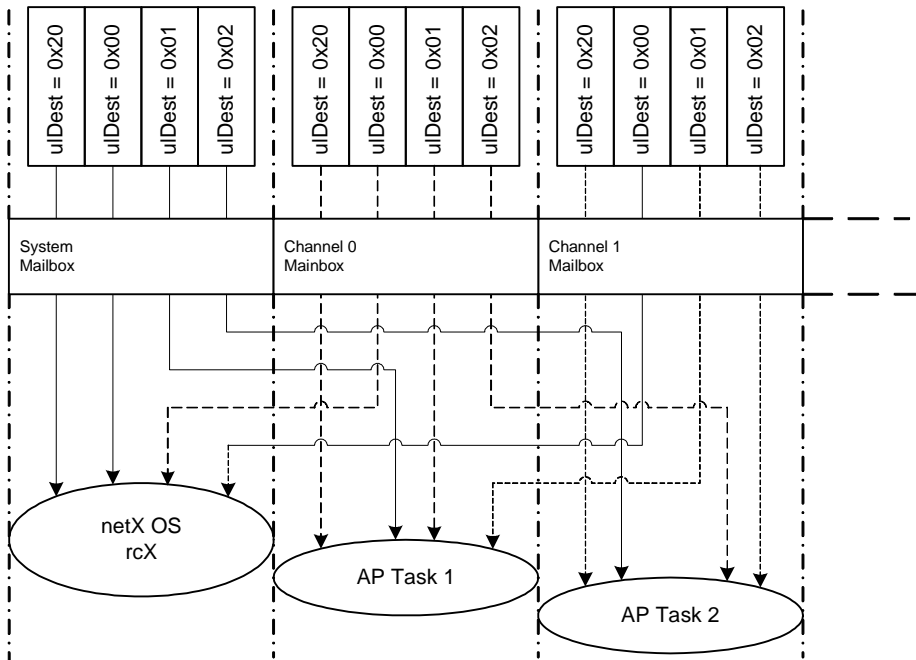 ulDest = 0x20
ulDest = 0x00
ulDest = 0x01
ulDest = 0x02
ulDest = 0x20
ulDest = 0x00
ulDest = 0x01
ulDest = 0x02
ulDest = 0x20
ulDest = 0x00
ulDest = 0x01
ulDest = 0x02
System
Mailbox
Channel 0
Mainbox
Channel 1
Mailbox
netX OS
rcX
AP Task 1
AP Task 2